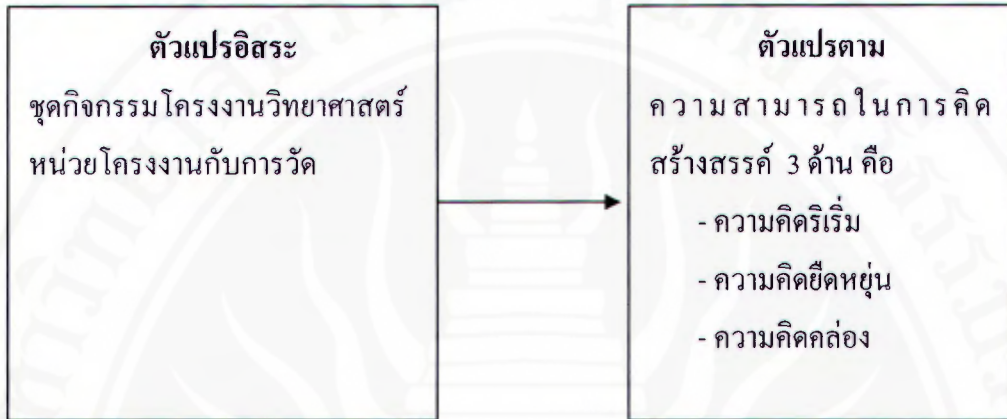 ตัวแปรอิสระ
ชุดกิจกรรมโครงงานวิทยาศาสตร์
หน่วยโครงงานกับการวัด
ตัวแปรตาม
ความสามารถในการคิด
สร้างสรรค์ 3 ด้าน คือ
- ความคิดริเริ่ม
- ความคิดยืดหยุ่น
- ความคิดคล่อง